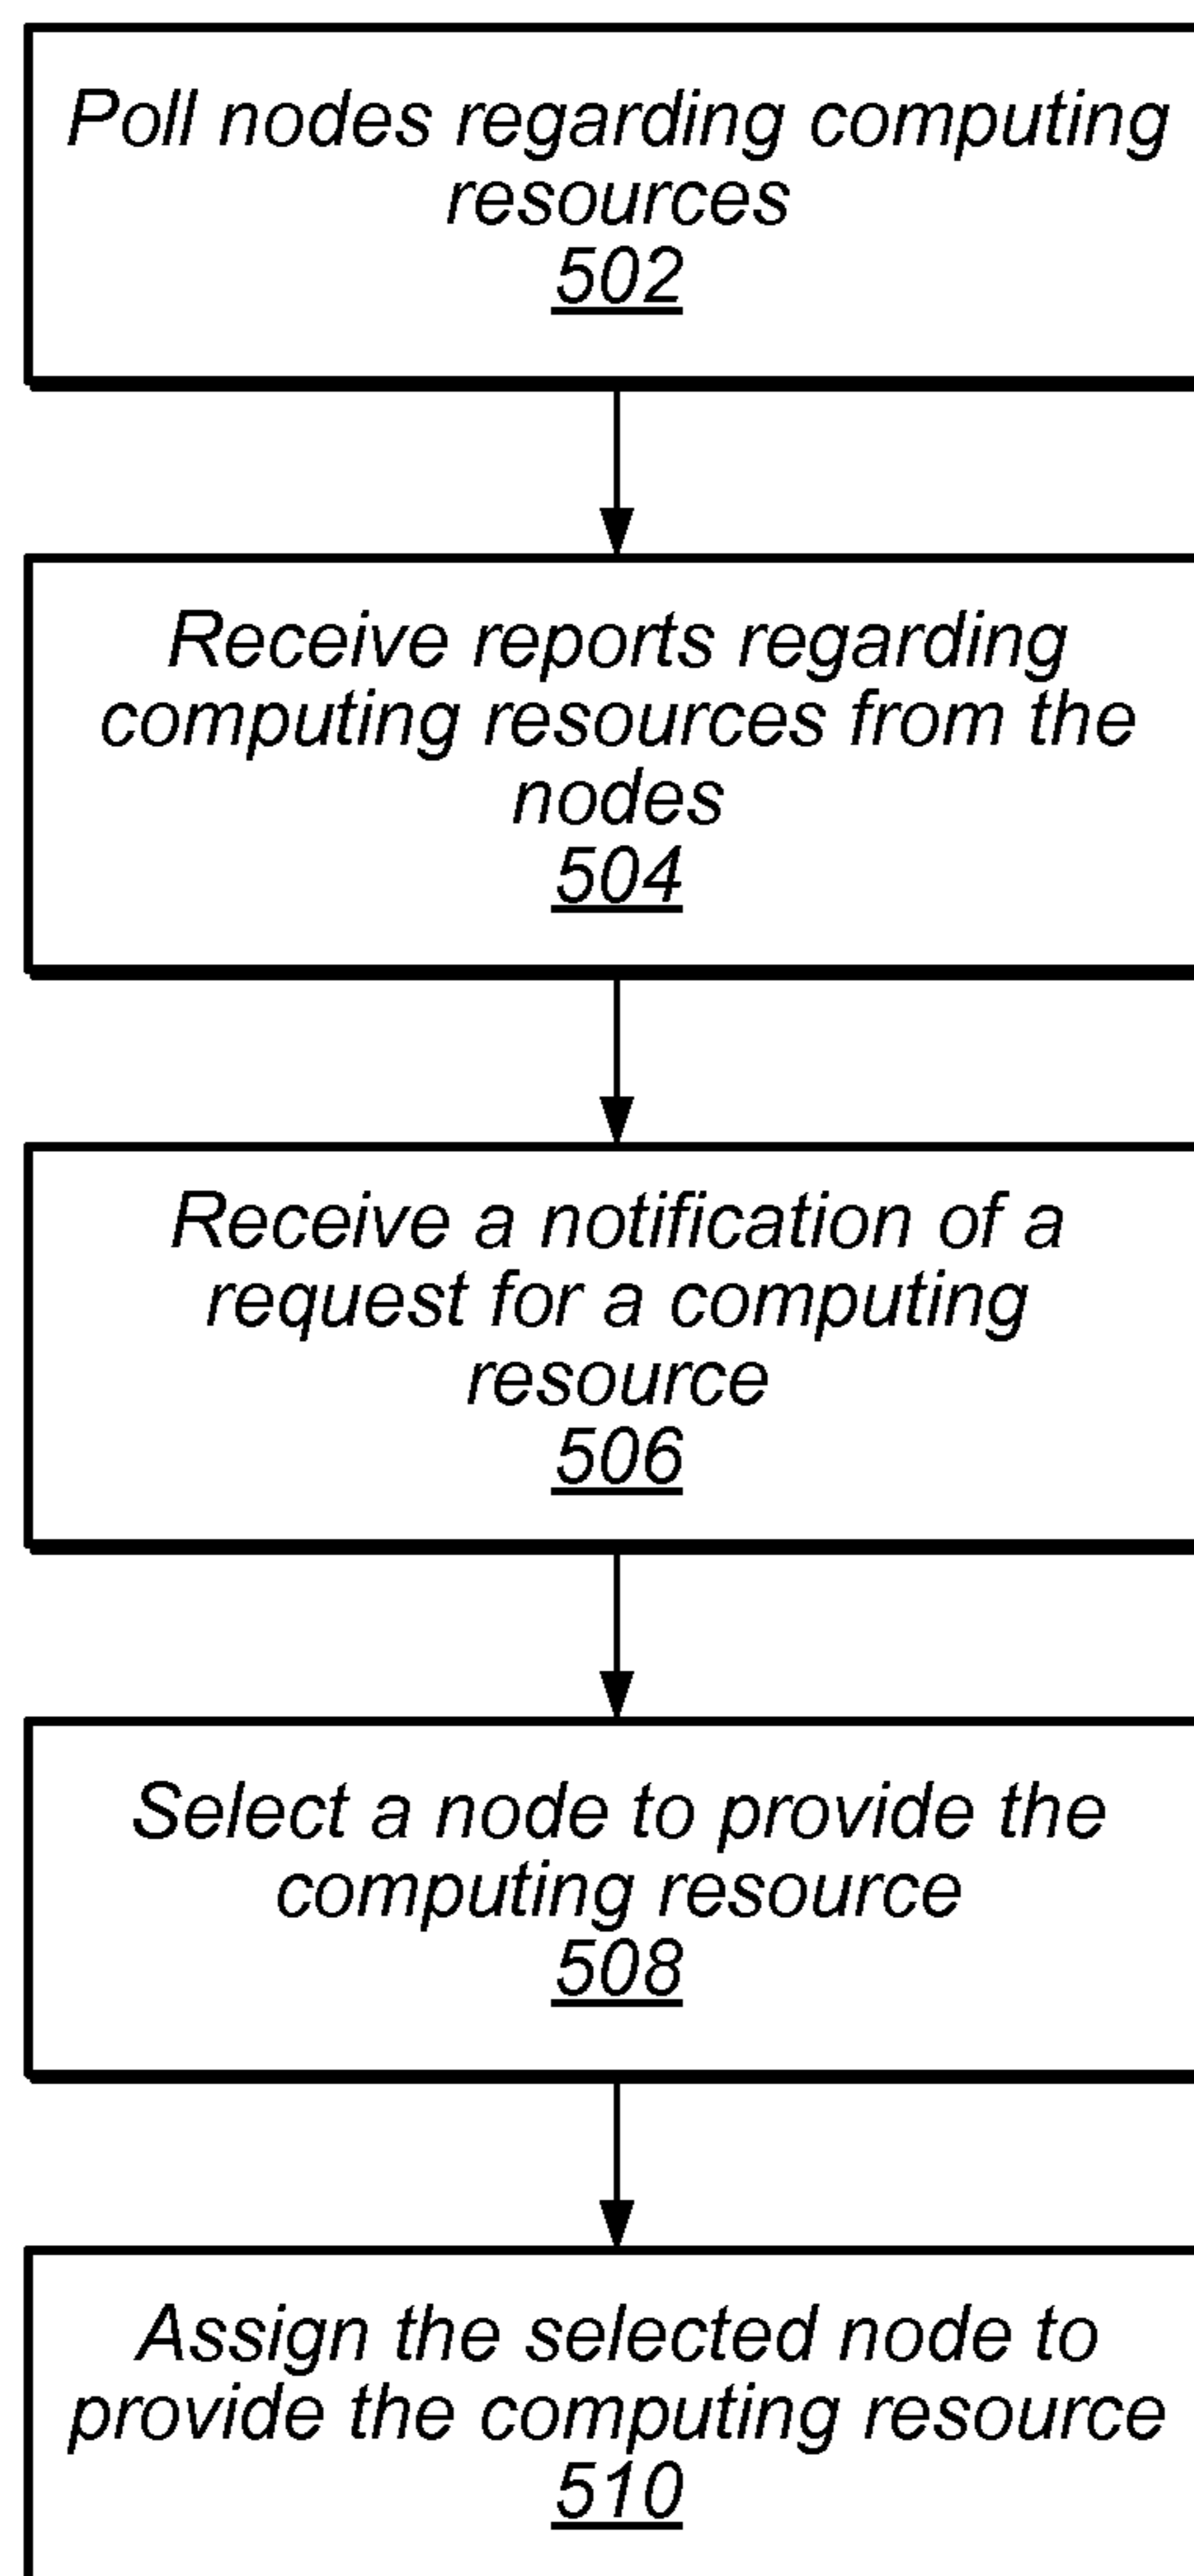 Poll nodes regarding computing
resources
502
Receive reports regarding
computing resources from the
nodes
504
Receive a notification of a
request for a computing
resource
506
Select a node to provide the
computing resource
508
Assign the selected node to
provide the computing resource
510